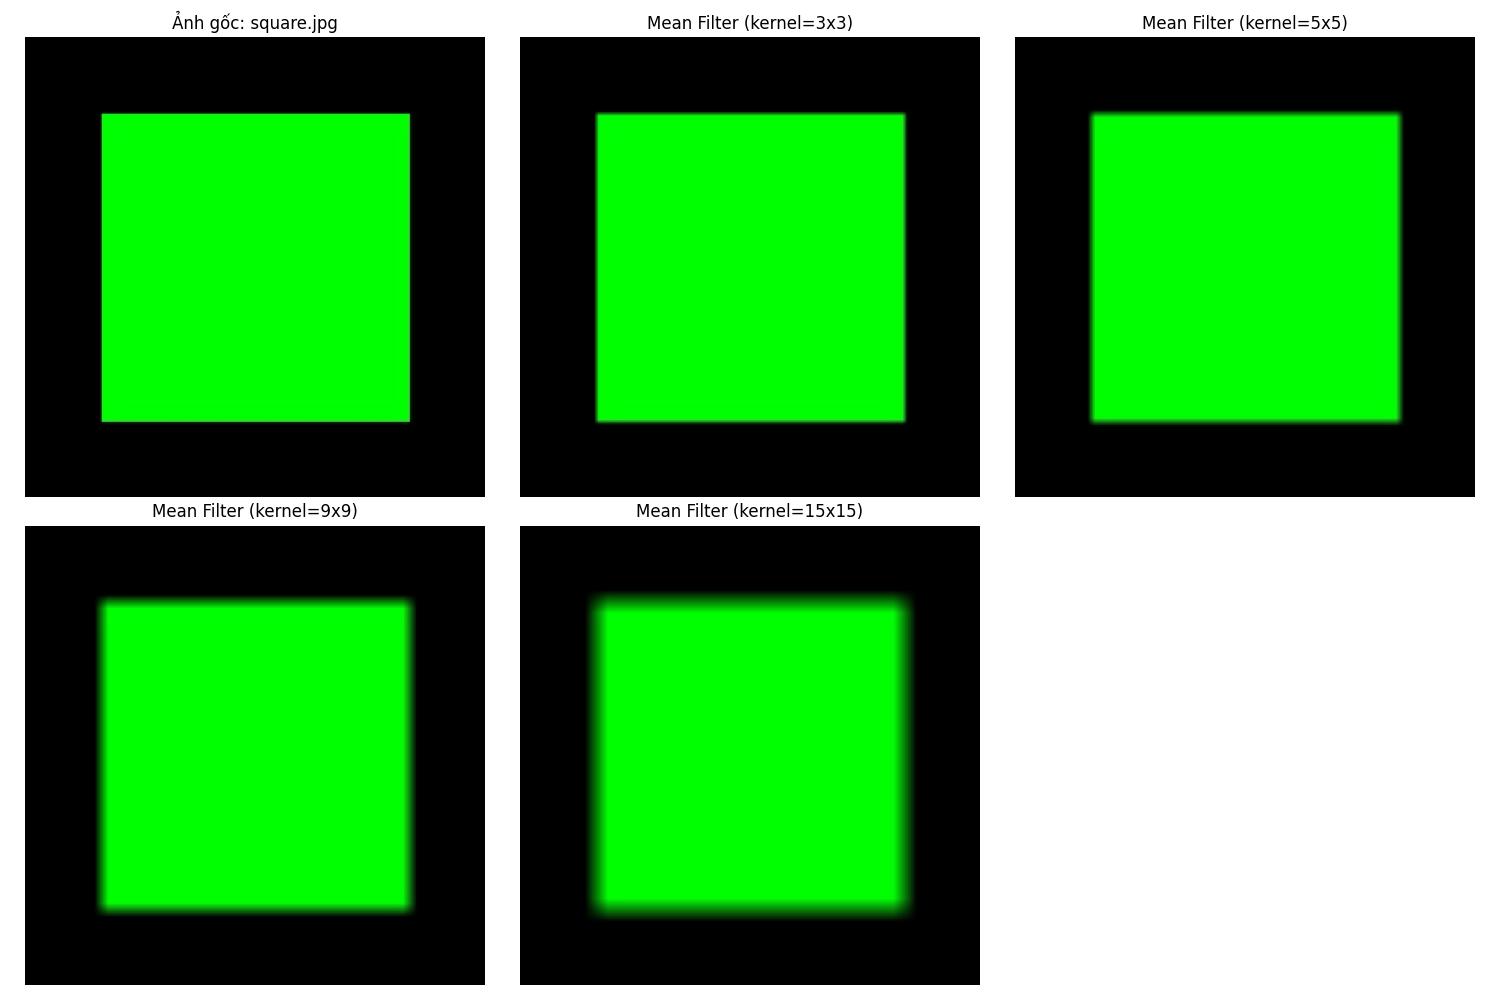 Ảnh gốc: square.jpg
Mean Filter (kernel=3x3)
Mean Filter (kernel=5x5)
Mean Filter (kernel=9x9)
Mean Filter (kernel=15x15)